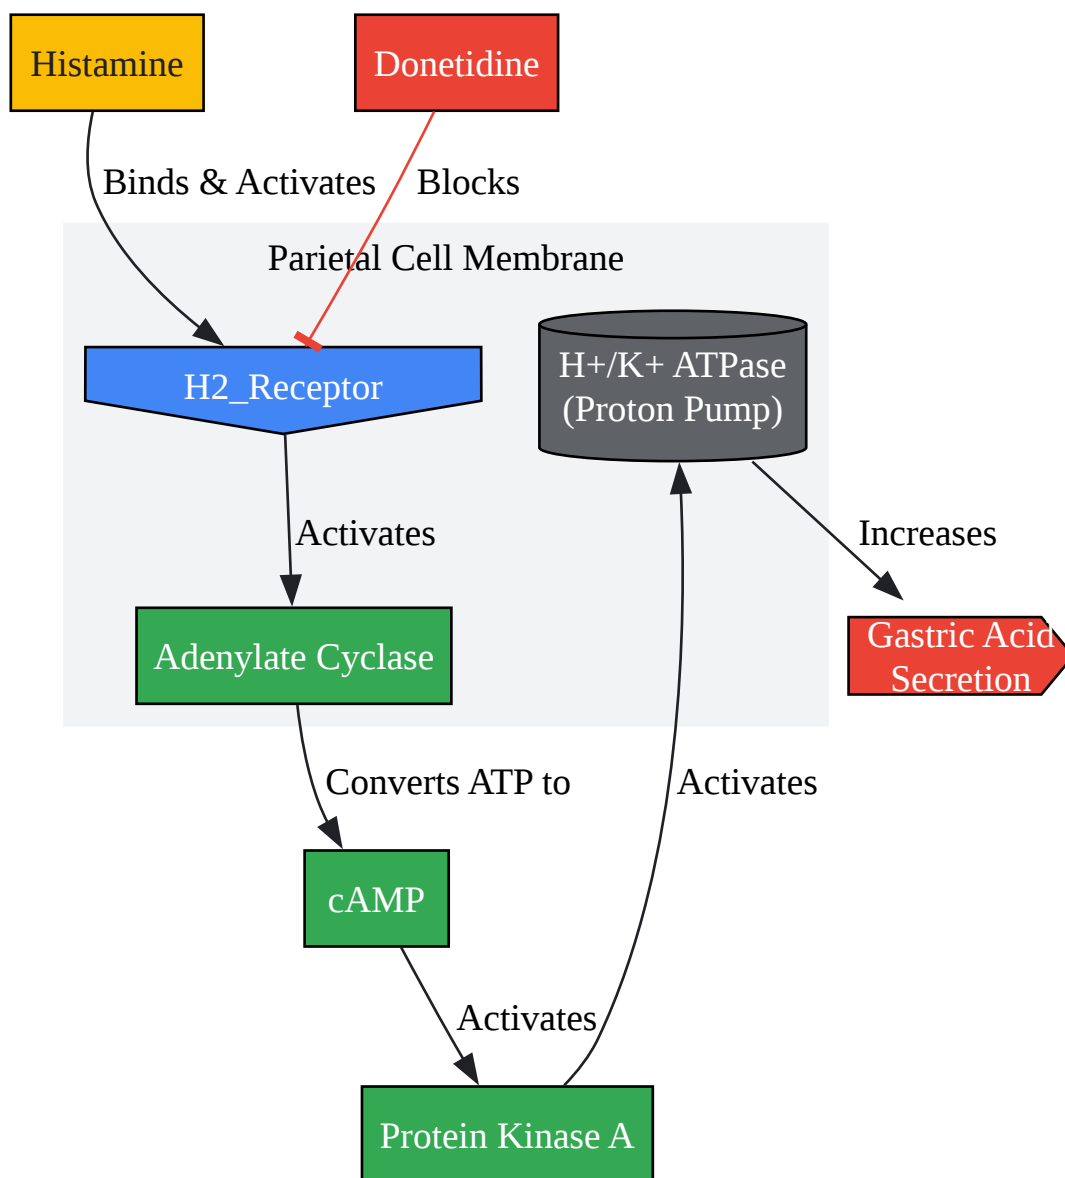 Histamine
Donetidine
Binds & Activates
Blocks
Parietal Cell Membrane
H2_Receptor
H+/K+ ATPase
(Proton Pump)
Activates
Increases
Adenylate Cyclase
Gastric Acid
Secretion
Converts ATP to
Activates
cAMP
Activates
Protein Kinase A